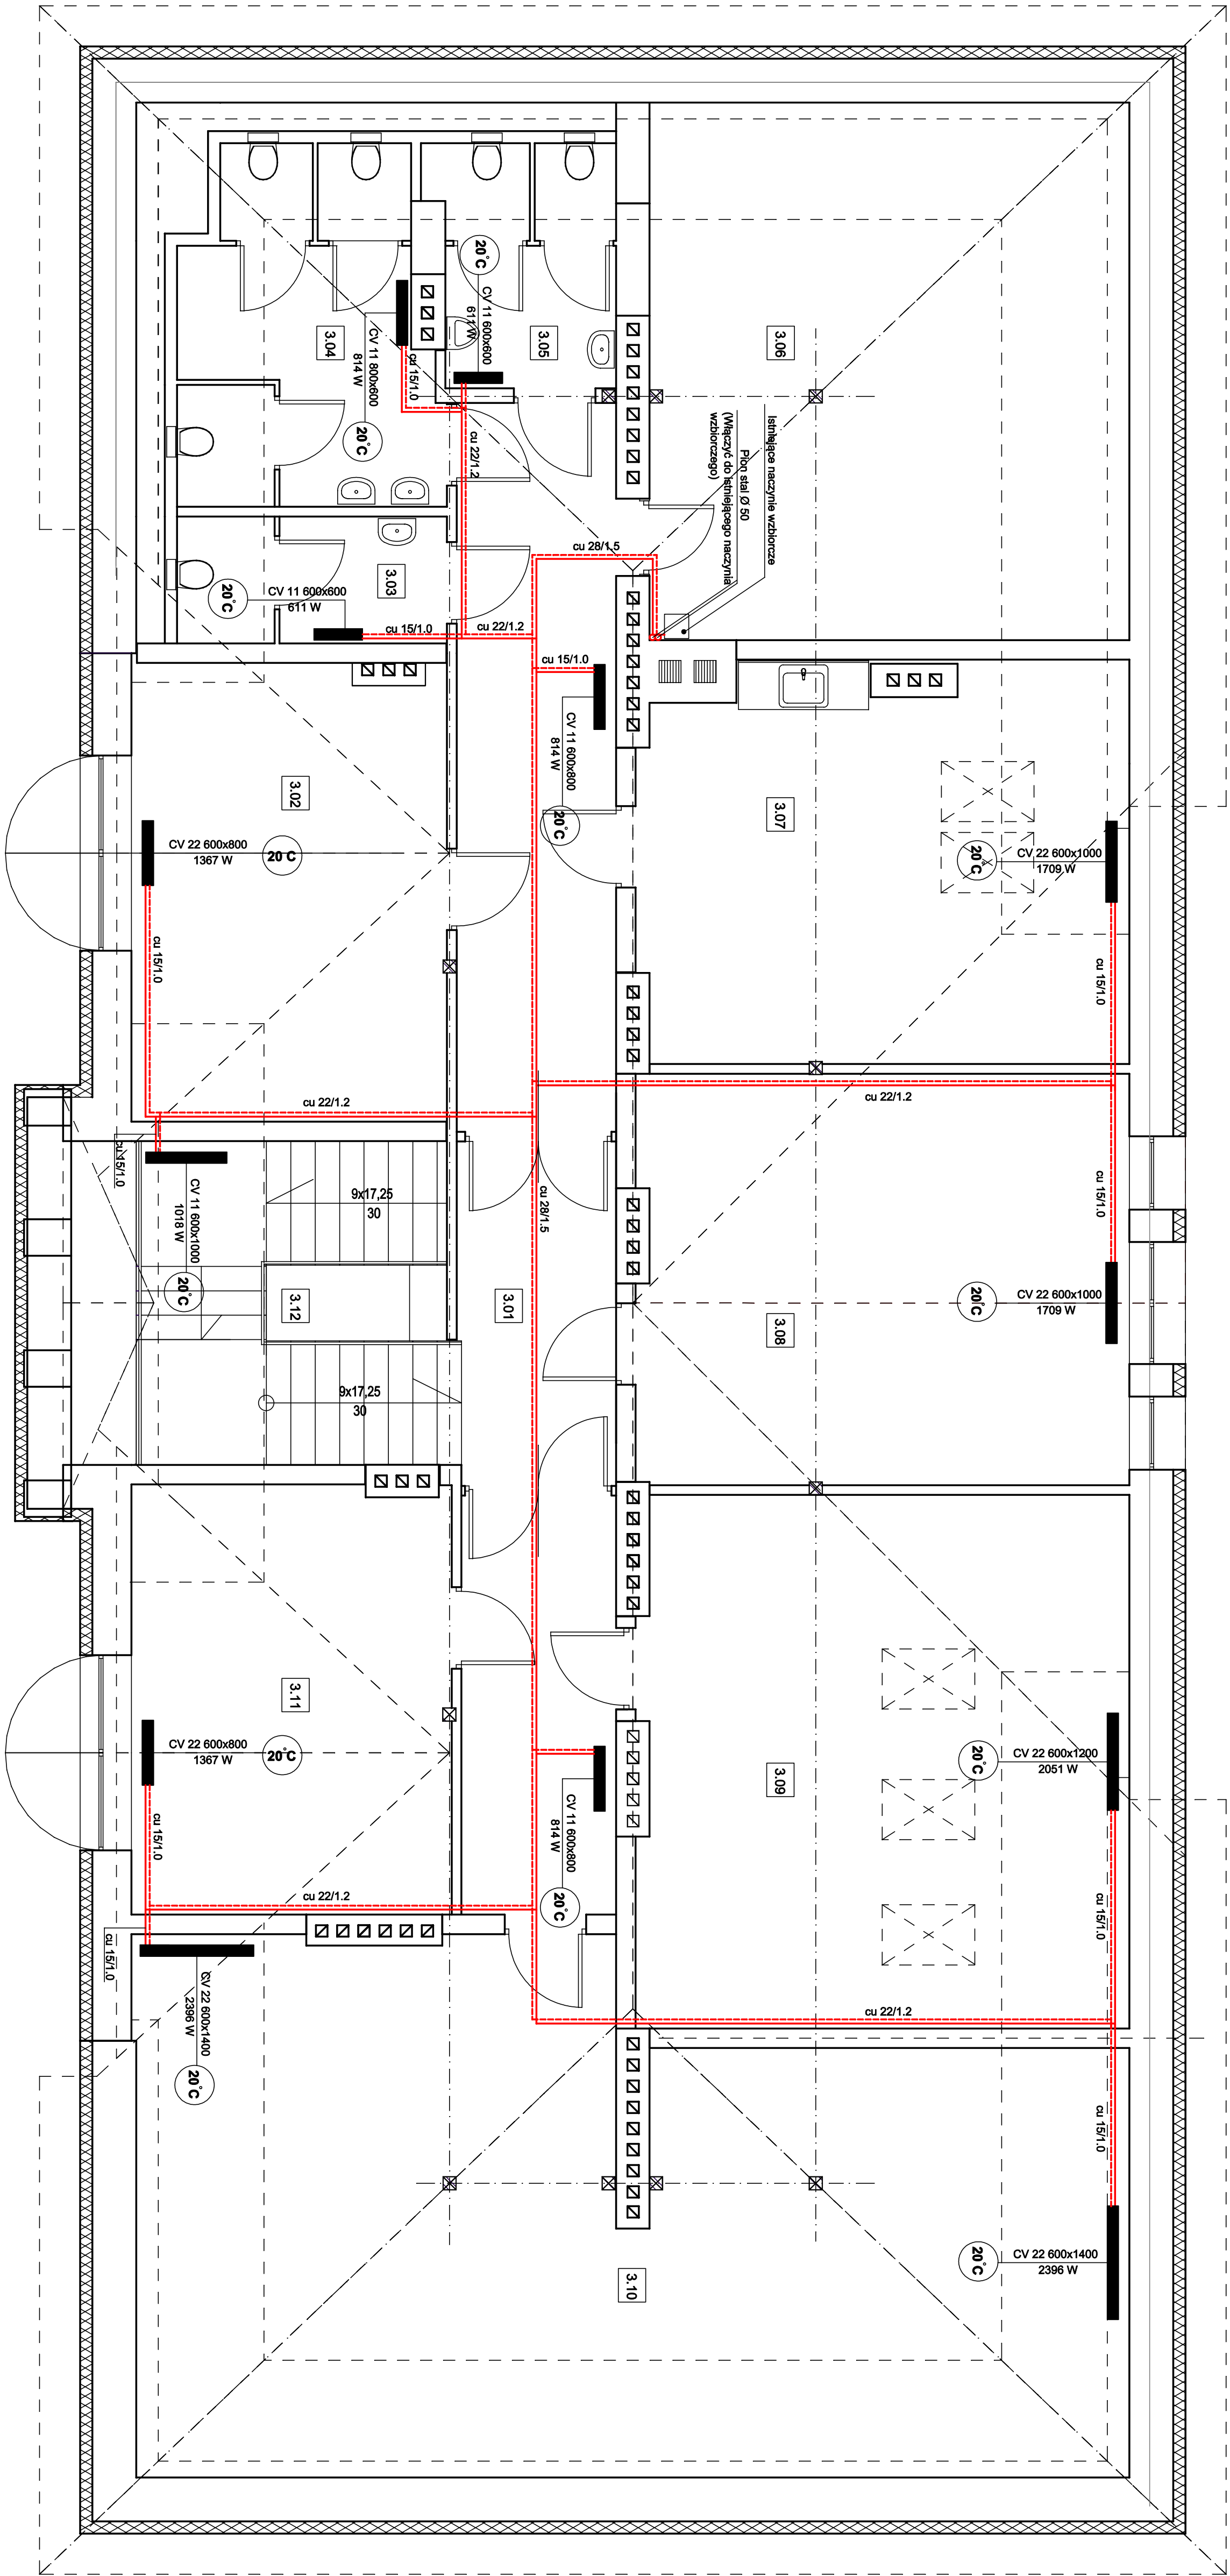 20°C
CV 11 600x600
611 W
3.05
3.04
CV 11 800x600
814 W
20°C
cu 15/1.0
cu 22/1.2
3.06
Istniejące naczynie wzbiorcze
Pion stal Ø 50
(Włączyć do istniejącego naczynia
wzbiorczego)
cu 28/1.5
3.03
CV 11 600x600
611 W
20°C
cu 15/1.0
cu 22/1.2
cu 15/1.0
CV 11 600x800
814 W
20°C
3.02
CV 22 600x800
1367 W
20°C
cu 15/1.0
3.07
CV 22 600x1000
1709 W
20°C
cu 15/1.0
cu 22/1.2
cu 22/1.2
cu 15/1.0
cu 15/1.0
CV 11 600x1000
1018 W
20°C
9x17,25
30
cu 28/1.5
3.12
3.01
3.08
CV 22 600x1000
1709 W
20°C
9x17,25
30
3.11
CV 22 600x800
1367 W
20°C
cu 15/1.0
3.09
CV 22 600x1200
2051 W
20°C
CV 11 600x800
814 W
20°C
cu 22/1.2
cu 15/1.0
cu 15/1.0
CV 22 600x1400
2396 W
20°C
cu 22/1.2
cu 15/1.0
3.10
CV 22 600x1400
2396 W
20°C